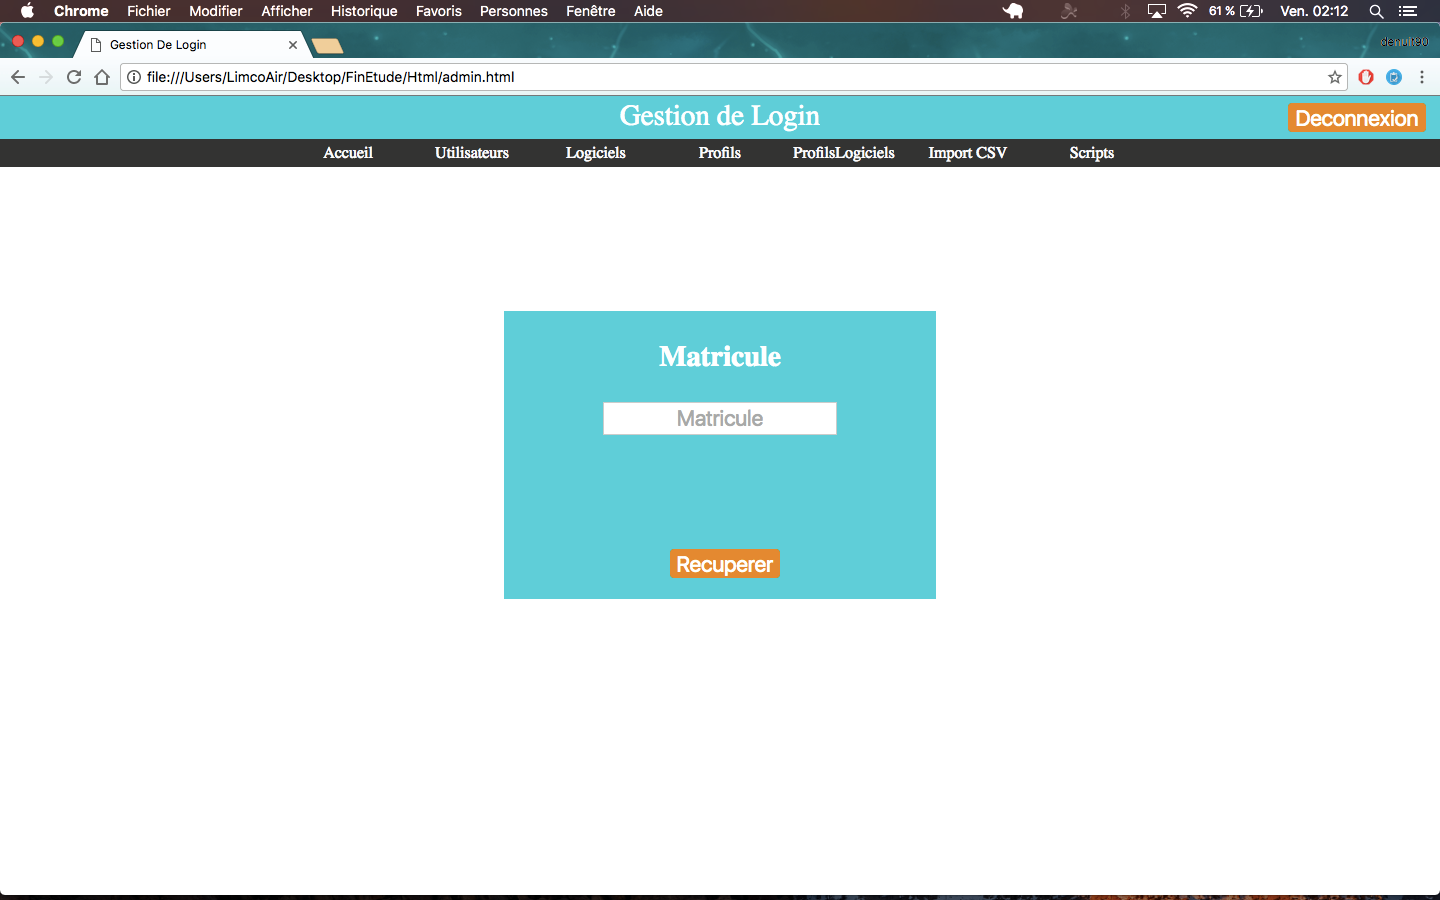 Chrome Fichier Modifier Afficher Historique Favoris Personnes Fenêtre Aide 61 % Ven. 02:12
Gestion De Login
denuit90
file:///Users/LimcoAir/Desktop/FinEtude/Html/admin.html
Gestion de Login Deconnexion
Accueil Utilisateurs Logiciels Profils ProfilsLogiciels Import CSV Scripts
Matricule
Matricule
Recuperer